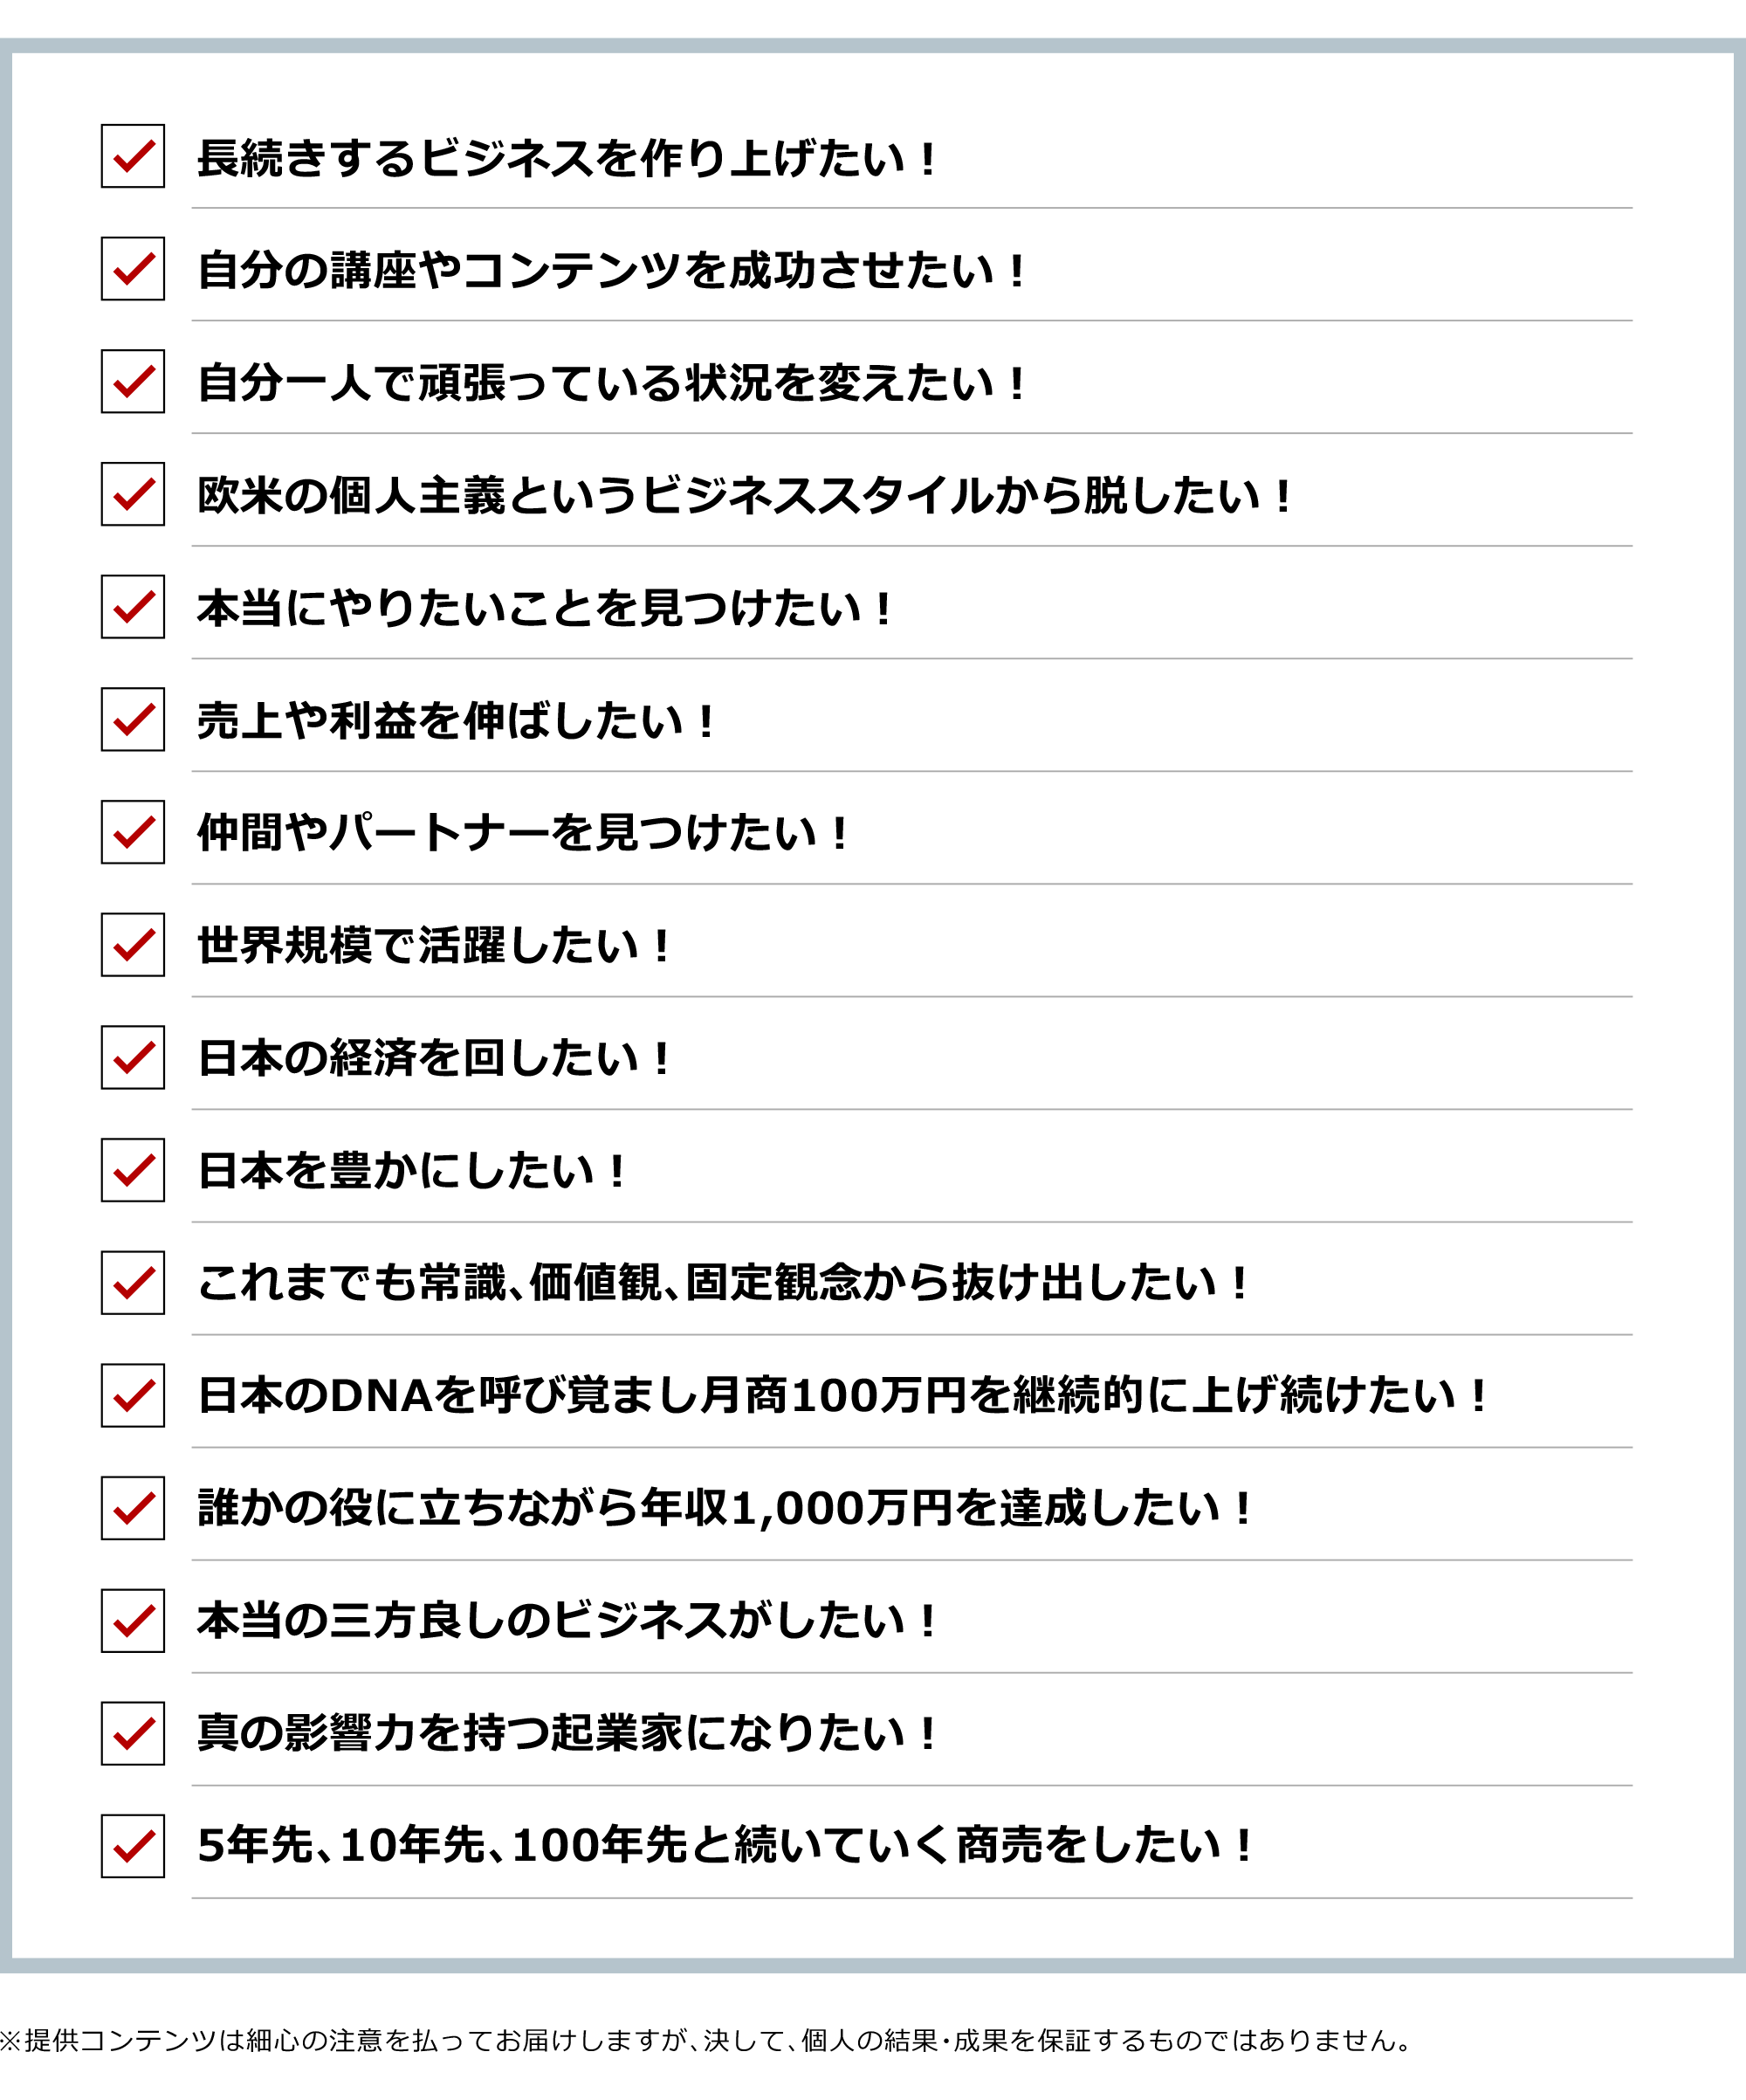 長続きするビジネスを作り上げたい！
自分の講座やコンテンツを成功させたい！
自分一人で頑張っている状況を変えたい！
欧米の個人主義というビジネススタイルから脱したい！
本当にやりたいことを見つけたい！
売上や利益を伸ばしたい！
仲間やパートナーを見つけたい！
世界規模で活躍したい！
日本の経済を回したい！
日本を豊かにしたい！
これまでも常識、価値観、固定観念から抜け出したい！
日本のDNAを呼び覚まし月商100万円を継続的に上げ続けたい！
誰かの役に立ちながら年収1,000万円を達成したい！
本当の三方良しのビジネスがしたい！
真の影響力を持つ起業家になりたい！
5年先、10年先、100年先と続いていく商売をしたい！
※提供コンテンツは細心の注意を払ってお届けしますが、決して、個人の結果・成果を保証するものではありません。